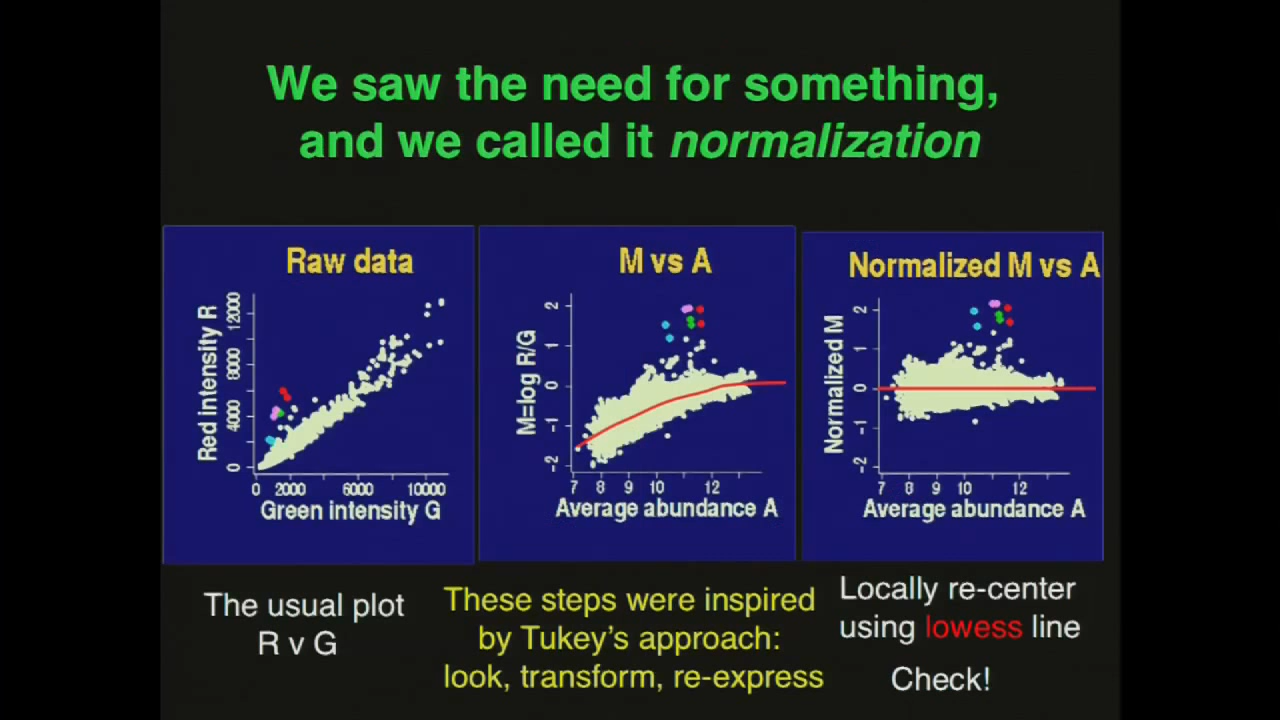 We saw the need for something,
and we called it normalization
Raw data
Red intensity R
12000
8000
4000
0
0 2000 6000 10000
Green intensity G
M vs A
M=log R/G
2
1
0
-1
-2
7 8 9 10 12
Average abundance A
Normalized M vs A
Normalized M
2
1
0
-1
-2
7 8 9 10 12
Average abundance A
The usual plot
R v G
These steps were inspired
by Tukey's approach:
look, transform, re-express
Locally re-center
using lowess line
Check!